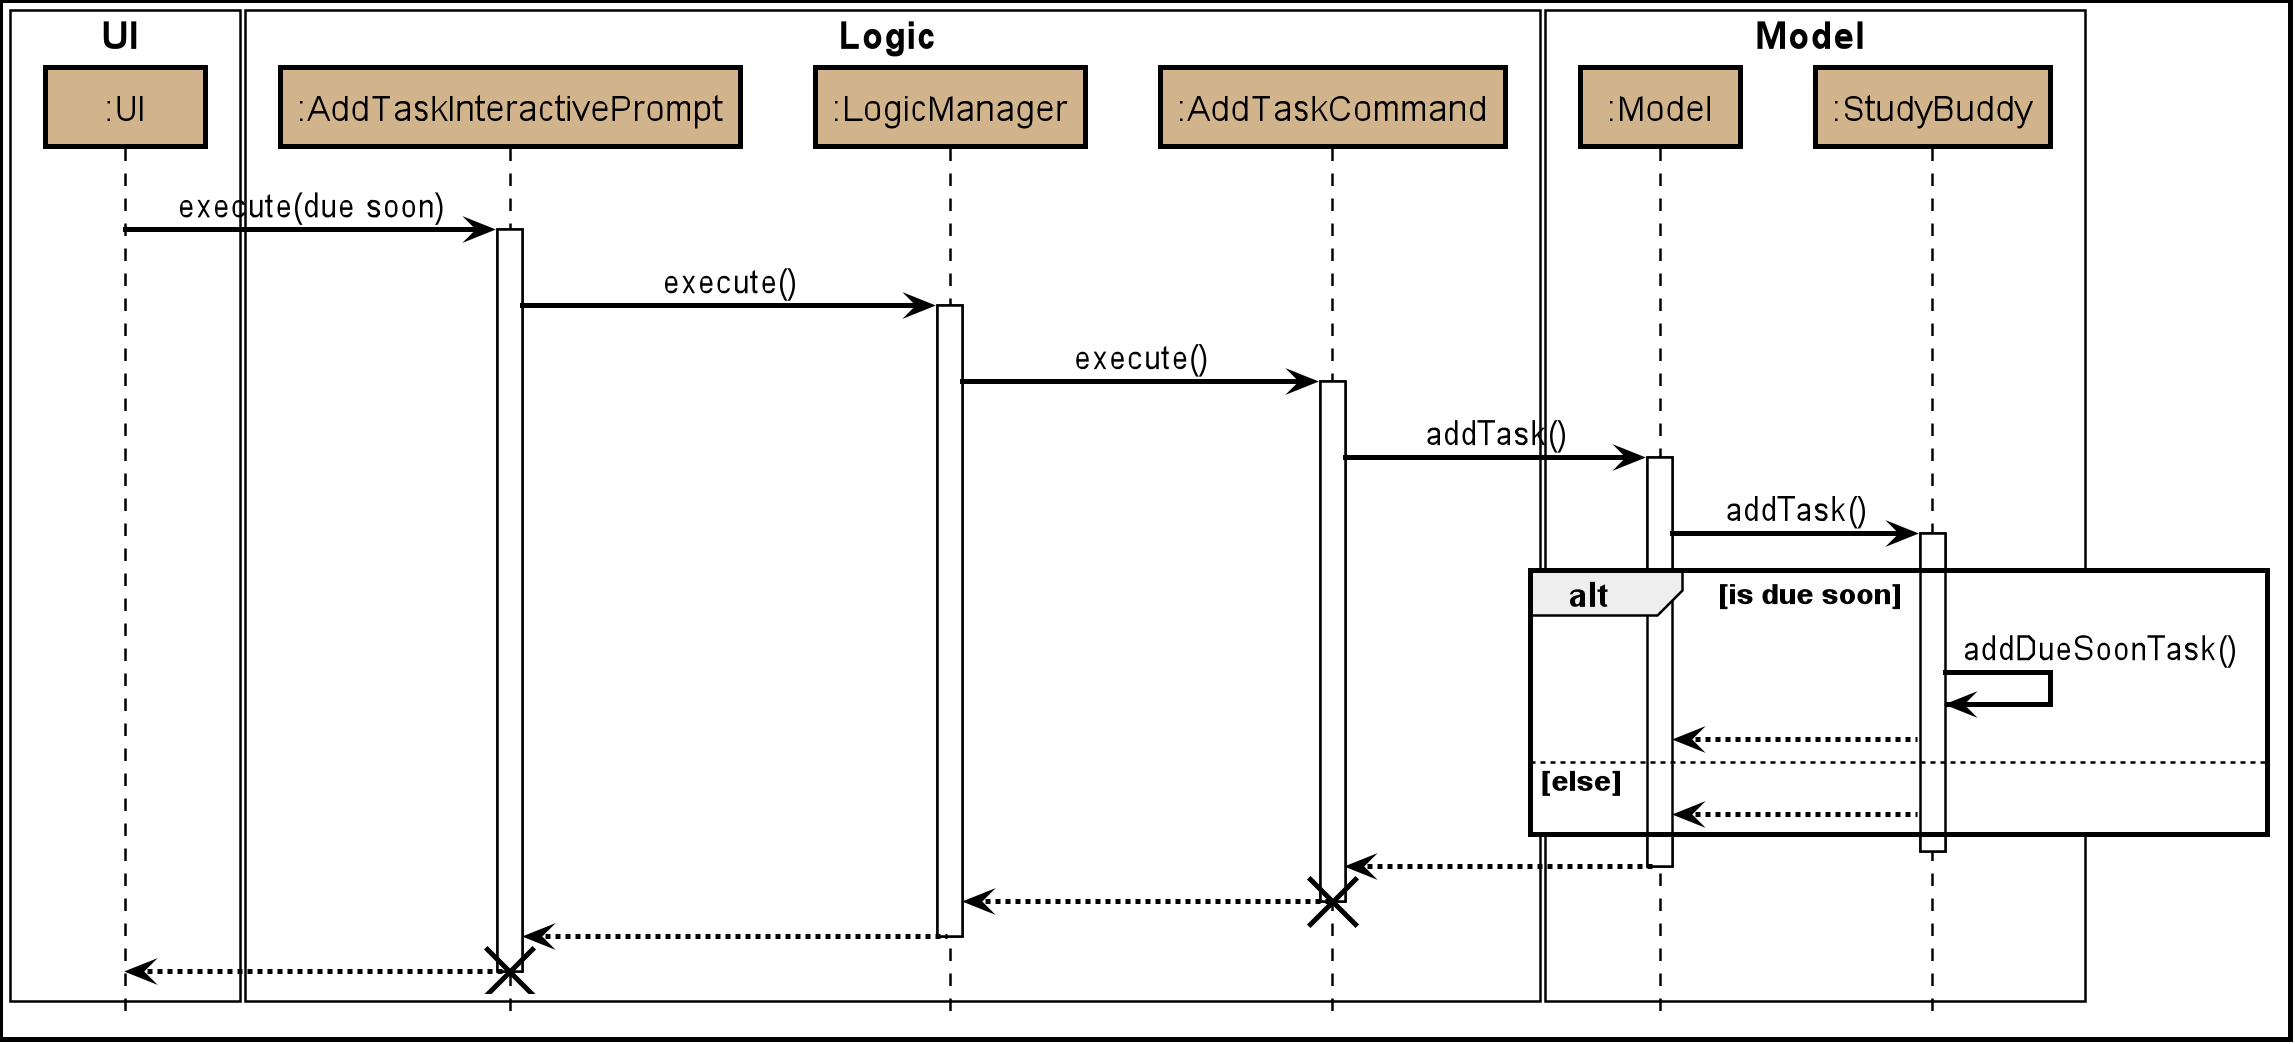 UI
Logic
Model
:UI
:AddTaskInteractivePrompt
:LogicManager
:AddTaskCommand
:Model
:StudyBuddy
execute(due soon)
execute()
execute()
addTask()
addTask()
alt
[is due soon]
addDueSoonTask()
[else]